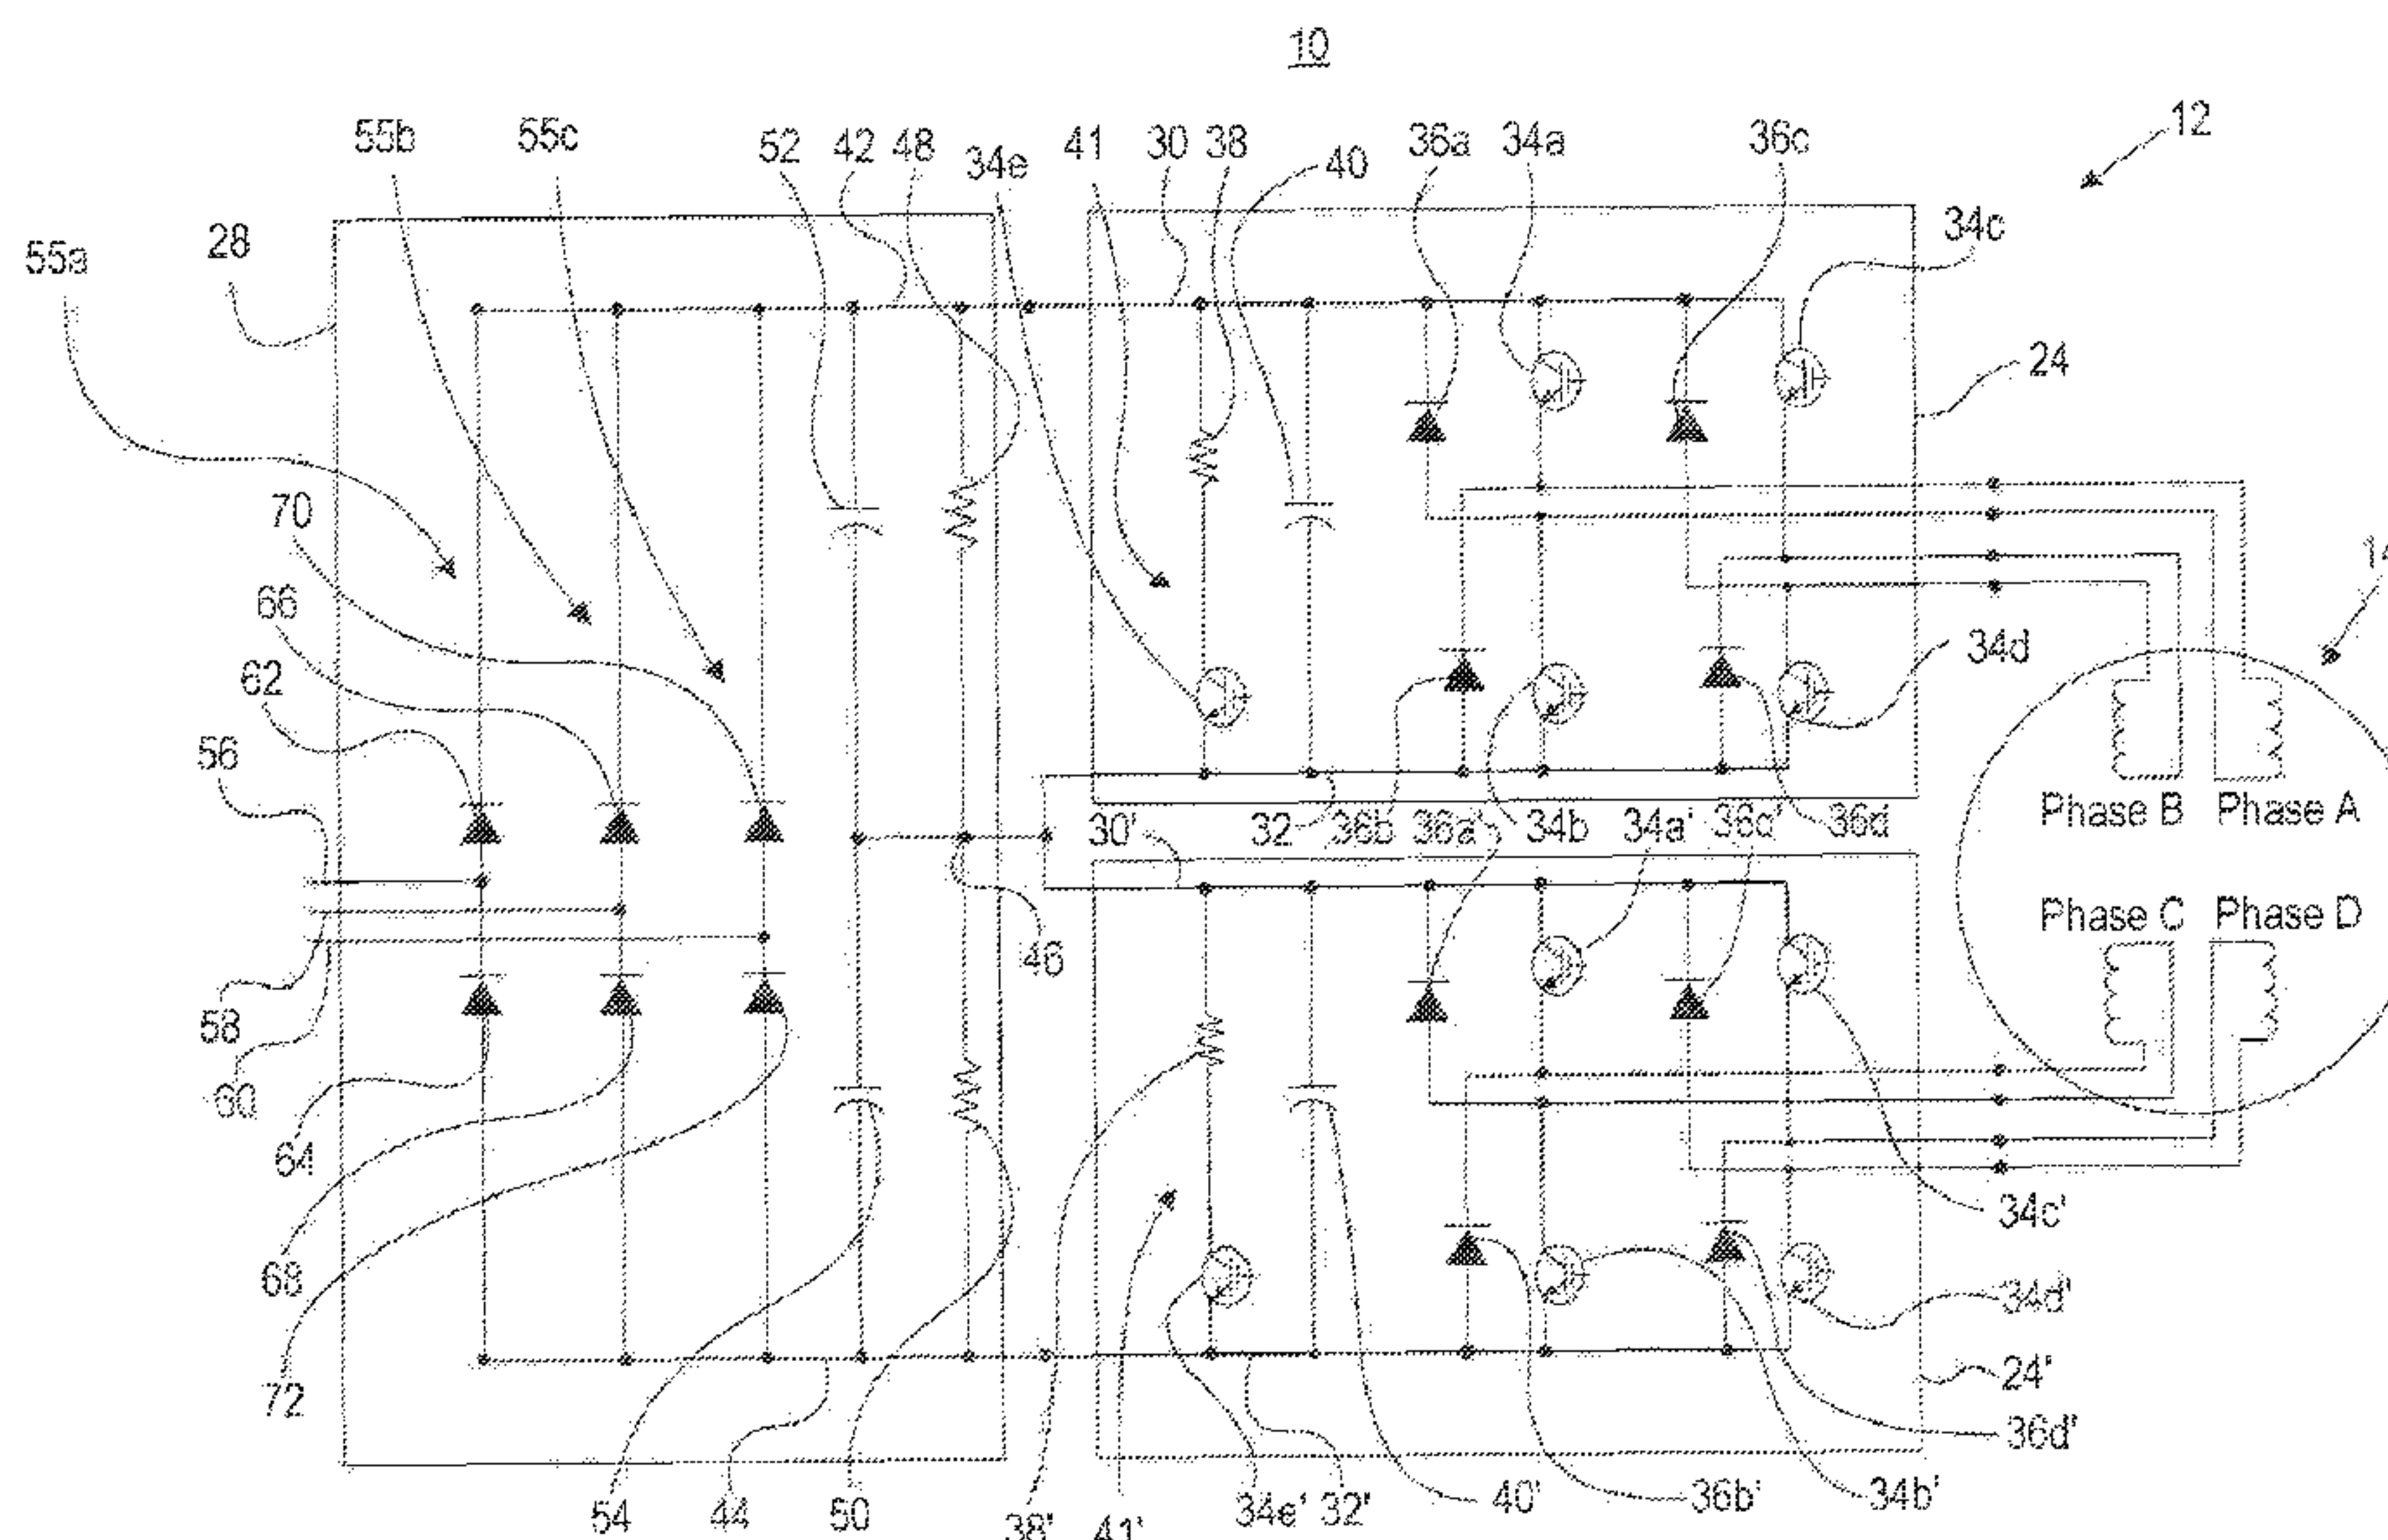 10
55b 55c 52 42 48 34e 41 30 38 40 36a 34a 36c 12
55a 28 34c
24
70
66
62 34d
56
Phase B Phase A
30' 32 36b 36a' 34b 34a' 36c' 36d
Phase C Phase D
46
58
60
64
34c'
68
34d'
72 24'
36d'
54 44 50 38' 41' 34e' 32' 40' 36b' 34b'